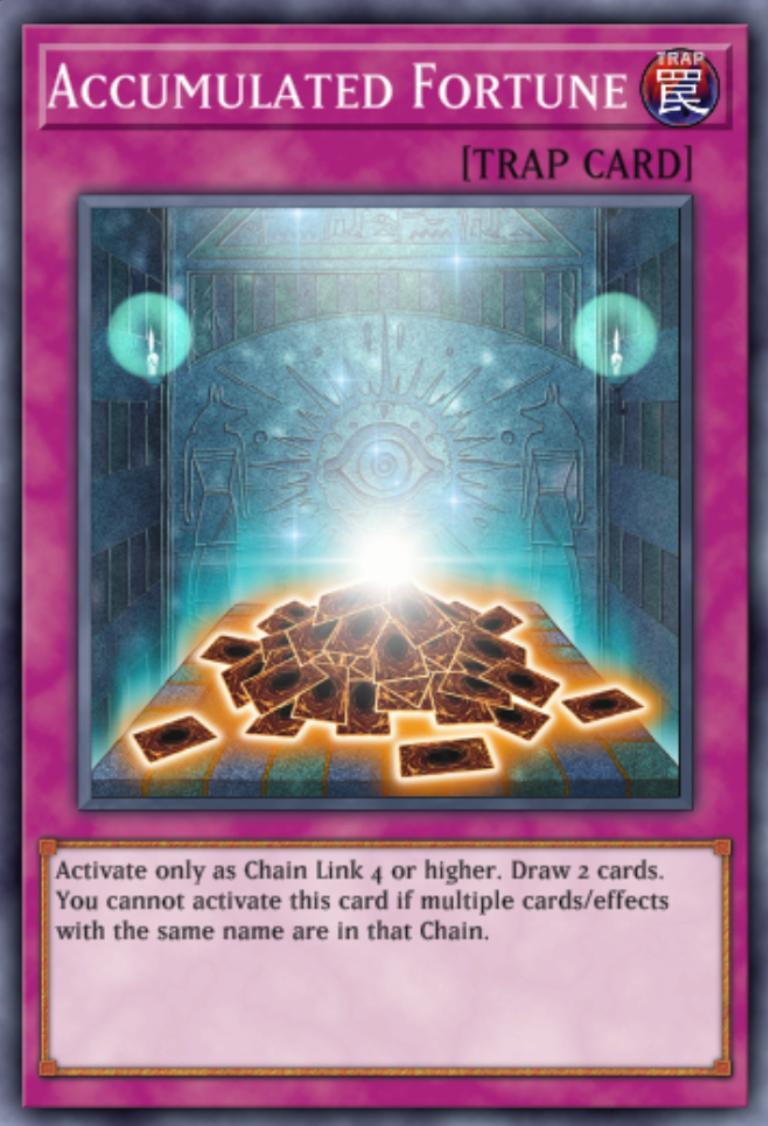 ACCUMULATED FORTUNE
TRAP
罠
[TRAP CARD]
Activate only as Chain Link 4 or higher. Draw 2 cards.
You cannot activate this card if multiple cards/effects
with the same name are in that Chain.